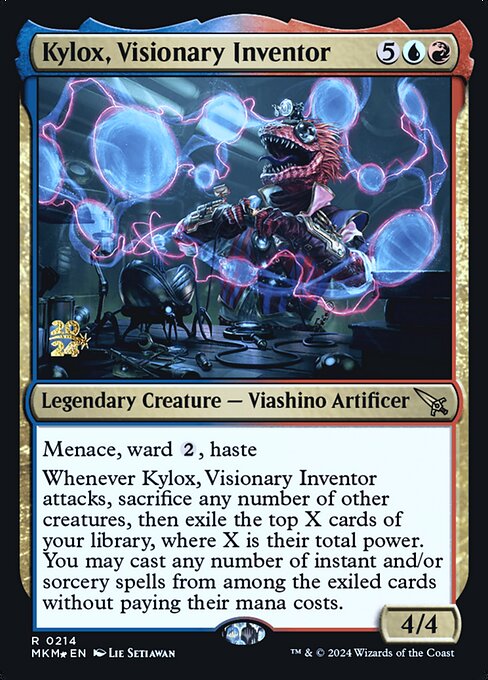 Kylox, Visionary Inventor 5
2024
Legendary Creature — Viashino Artificer
Menace, ward 2, haste
Whenever Kylox, Visionary Inventor
attacks, sacrifice any number of other
creatures, then exile the top X cards of
your library, where X is their total power.
You may cast any number of instant and/or
sorcery spells from among the exiled cards
without paying their mana costs.
4/4
R 0214
MKM★EN Lie Setiawan
™ & © 2024 Wizards of the Coast